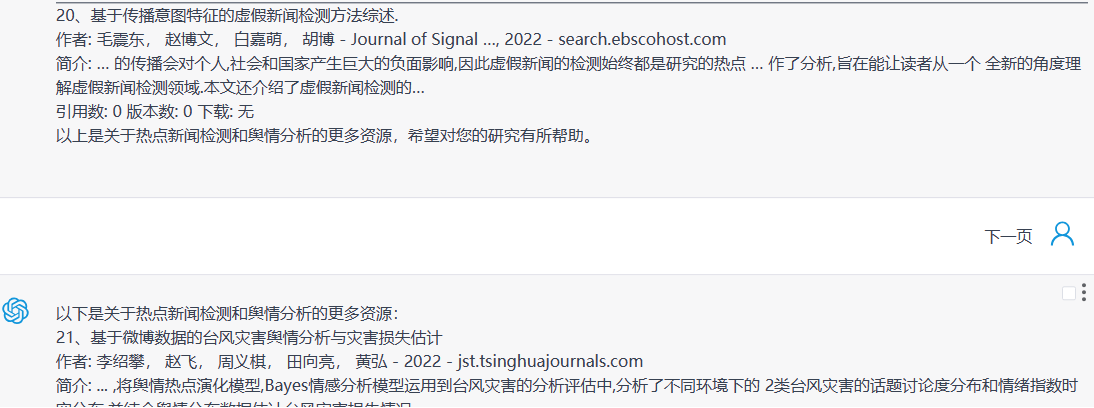 20、基于传播意图特征的虚假新闻检测方法综述.
作者: 毛震东， 赵博文， 白嘉萌， 胡博 - Journal of Signal …, 2022 - search.ebscohost.com
简介: … 的传播会对个人,社会和国家产生巨大的负面影响,因此虚假新闻的检测始终都是研究的热点 … 作了分析,旨在能让读者从一个 全新的角度理
解虚假新闻检测领域.本文还介绍了虚假新闻检测的…
引用数: 0 版本数: 0 下载: 无
以上是关于热点新闻检测和舆情分析的更多资源，希望对您的研究有所帮助。
下一页
以下是关于热点新闻检测和舆情分析的更多资源：
21、基于微博数据的台风灾害舆情分析与灾害损失估计
作者: 李绍攀， 赵飞， 周义棋， 田向亮， 黄弘 - 2022 - jst.tsinghuajournals.com
简介: … ,将舆情热点演化模型,Bayes情感分析模型运用到台风灾害的分析评估中,分析了不同环境下的 2类台风灾害的话题讨论度分布和情绪指数时